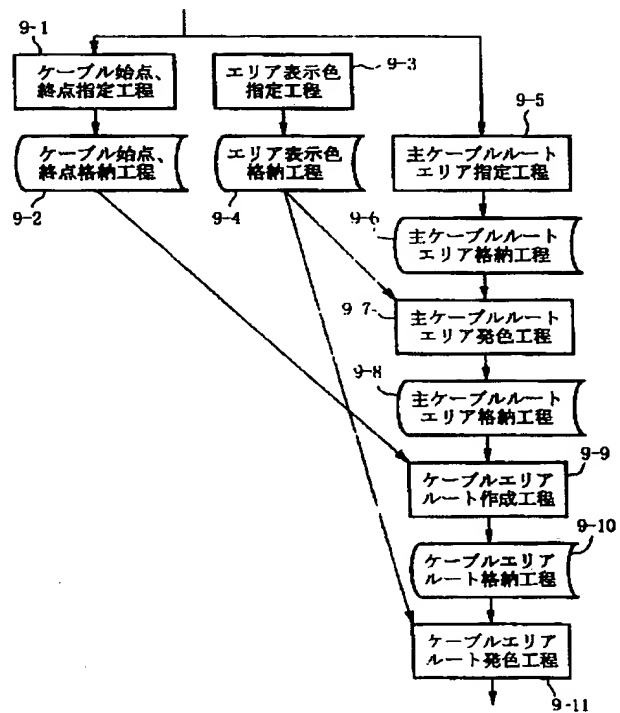 9-1
ケーブル始点、
終点指定工程
エリア表示色
指定工程
9-3
9-5
ケーブル始点、
終点格納工程
9-2
エリア表示色
格納工程
9-4
主ケーブルルート
エリア指定工程
9-6
主ケーブルルート
エリア格納工程
9 7
主ケーブルルート
エリア発色工程
9-8
主ケーブルルート
エリア格納工程
9-9
ケーブルエリア
ルート作成工程
9-10
ケーブルエリア
ルート格納工程
ケーブルエリア
ルート発色工程
9-11